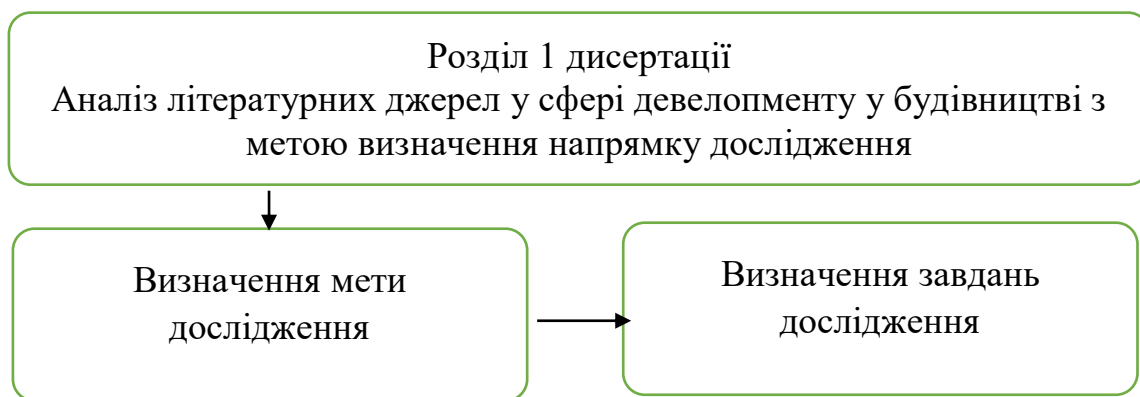 Розділ 1 дисертації
Аналіз літературних джерел у сфері девелопменту у будівництві з
метою визначення напрямку дослідження
Визначення мети
дослідження
Визначення завдань
дослідження